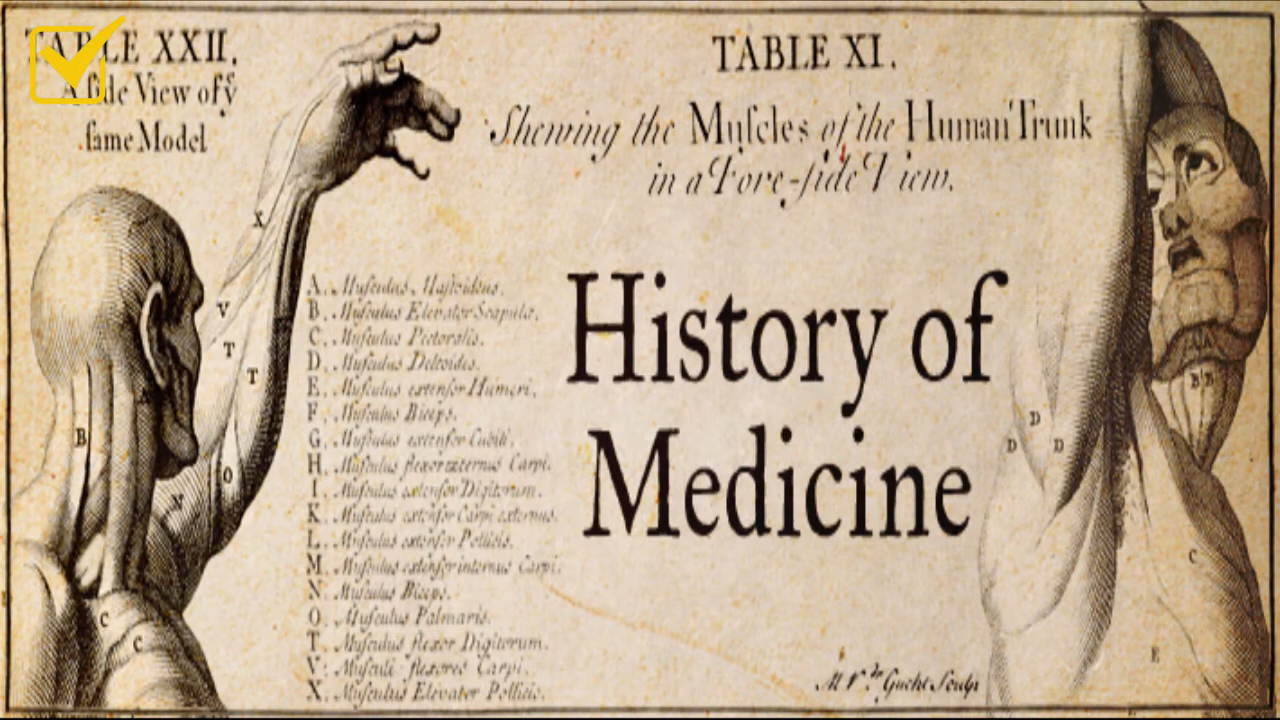 TABLE XXII.
A ſide View of yᵉ
ſame Model
TABLE XI.
Shewing the Muſcles of the Human Trunk
in a Fore-ſide View.
History of
Medicine
A. Muſculus Maſtoideus.
B. Muſculus Elevator Scapulæ.
C. Muſculus Pectoralis.
D. Muſculus Deltoides.
E. Muſculus extenſor Humeri.
F. Muſculus Biceps.
G. Muſculus extenſor Cubiti.
H. Muſculus flexor externus Carpi.
I. Muſculus extenſor Digitorum.
K. Muſculus extenſor Carpi externus.
L. Muſculus extenſor Pollicis.
M. Muſculus extenſor internus Carpi.
N. Muſculus Biceps.
O. Muſculus Palmaris.
T. Muſculus flexor Digitorum.
V: Muſculi flexores Carpi.
X. Muſculus Elevator Pollicis.
X
V
T
T
B
O
N
C
C
A A A
B B
D
D
D
C
E
M Vᵈʳ Gucht Sculp